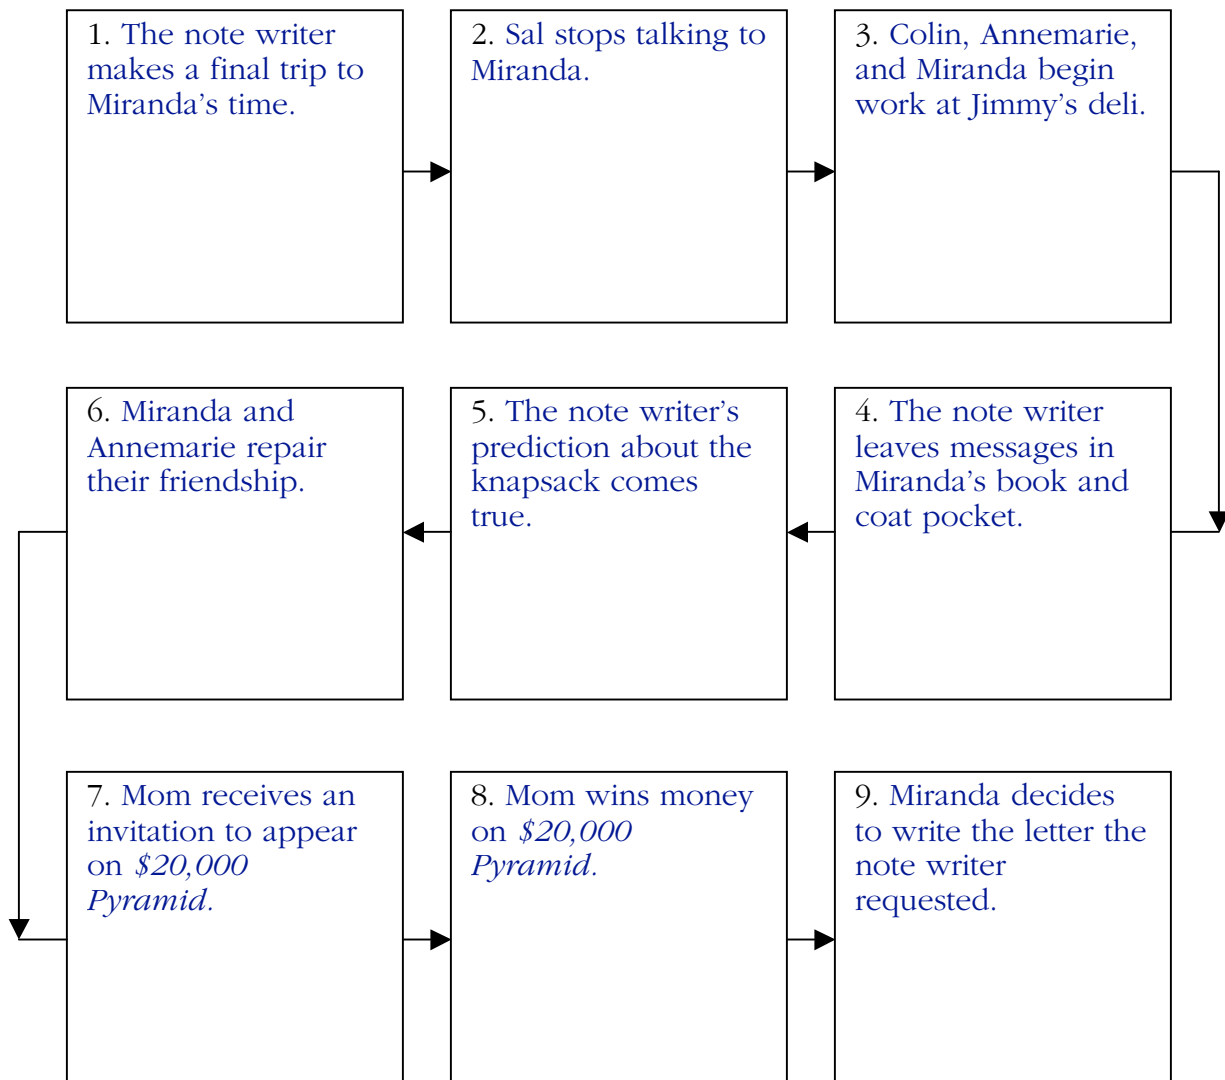 1. The note writer
makes a final trip to
Miranda’s time.
2. Sal stops talking to
Miranda.
3. Colin, Annemarie,
and Miranda begin
work at Jimmy’s deli.
4. The note writer
leaves messages in
Miranda’s book and
coat pocket.
5. The note writer’s
prediction about the
knapsack comes
true.
6. Miranda and
Annemarie repair
their friendship.
7. Mom receives an
invitation to appear
on $20,000
Pyramid.
8. Mom wins money
on $20,000
Pyramid.
9. Miranda decides
to write the letter the
note writer
requested.